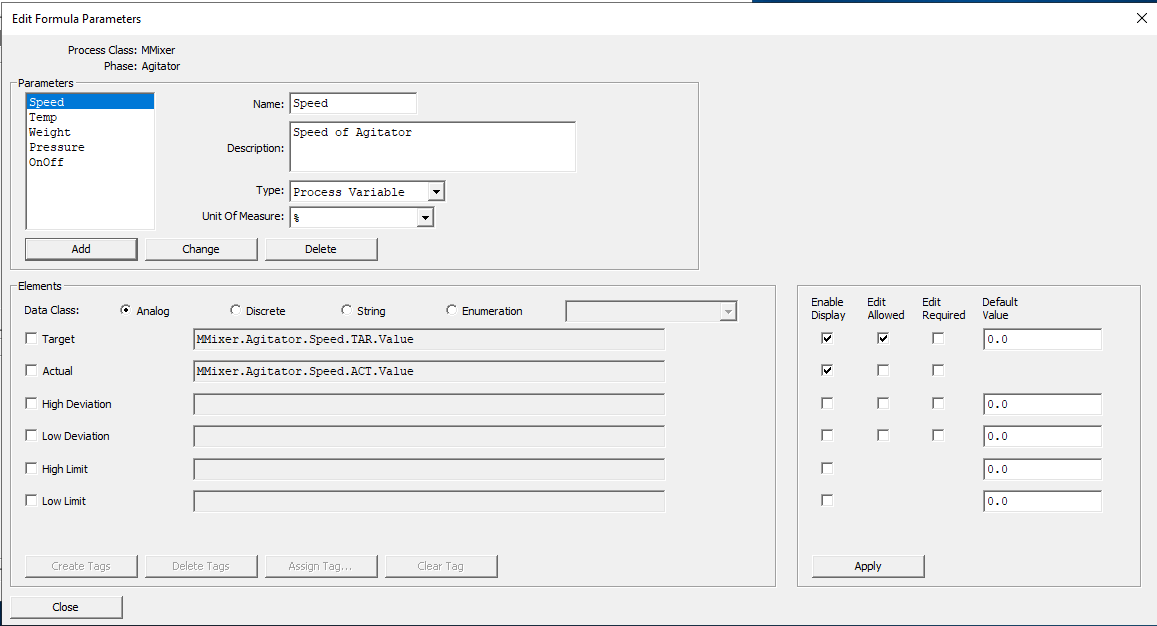 Edit Formula Parameters
Process Class: MMixer
Phase: Agitator
Parameters
Speed
Temp
Weight
Pressure
OnOff
Name: Speed
Description: Speed of Agitator
Type: Process Variable
Unit Of Measure: %
Add Change Delete
Elements
Data Class: Analog Discrete String Enumeration
Target MMixer.Agitator.Speed.TAR.Value
Actual MMixer.Agitator.Speed.ACT.Value
High Deviation
Low Deviation
High Limit
Low Limit
Create Tags Delete Tags Assign Tag... Clear Tag
Enable Display Edit Allowed Edit Required Default Value
0.0
0.0
0.0
0.0
0.0
Apply
Close